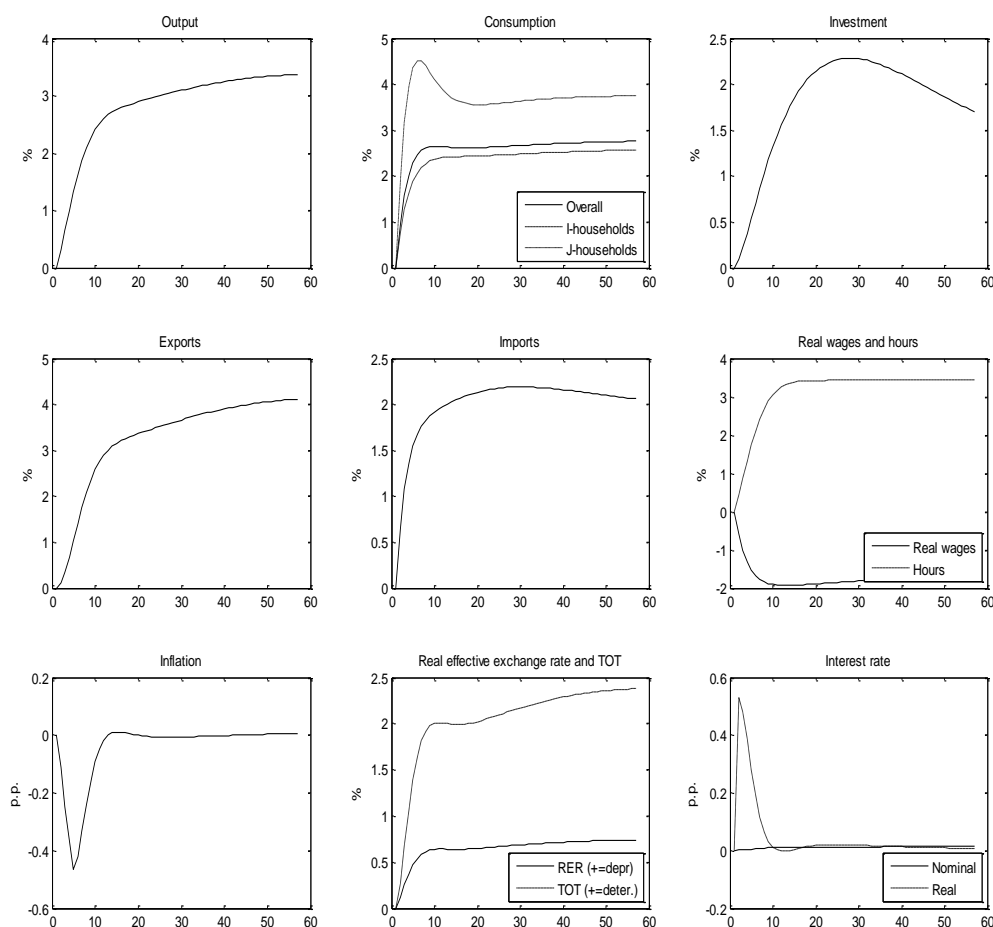 Output
4
3
2
1
0
%
0 10 20 30 40 50 60
Consumption
5
4
3
2
1
0
%
0 10 20 30 40 50 60
Overall
I-households
J-households
Investment
2.5
2
1.5
1
0.5
0
%
0 10 20 30 40 50 60
Exports
5
4
3
2
1
0
%
0 10 20 30 40 50 60
Imports
2.5
2
1.5
1
0.5
0
%
0 10 20 30 40 50 60
Real wages and hours
4
3
2
1
0
-1
-2
%
0 10 20 30 40 50 60
Real wages
Hours
Inflation
0.2
0
-0.2
-0.4
-0.6
p.p.
0 10 20 30 40 50 60
Real effective exchange rate and TOT
2.5
2
1.5
1
0.5
0
%
0 10 20 30 40 50 60
RER (+=depr)
TOT (+=deter.)
Interest rate
0.6
0.4
0.2
0
0.2
p.p.
0 10 20 30 40 50 60
Nominal
Real